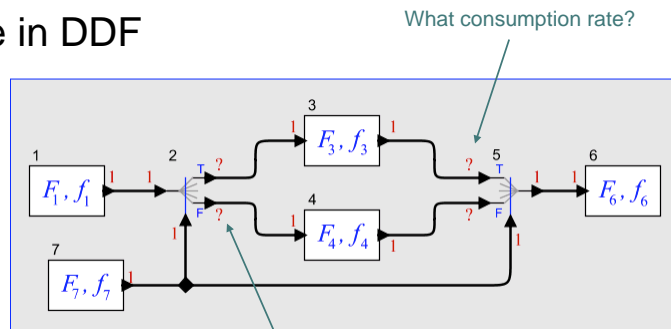 What consumption rate?
e in DDF
3
1 F₃, f₃ 1
1
2
T ?
? 5
T
6
F₁, f₁ 1 1
1 1 F₆, f₆
F ?
? F
4
1 F₄, f₄ 1
1
1
7
F₇, f₇ 1